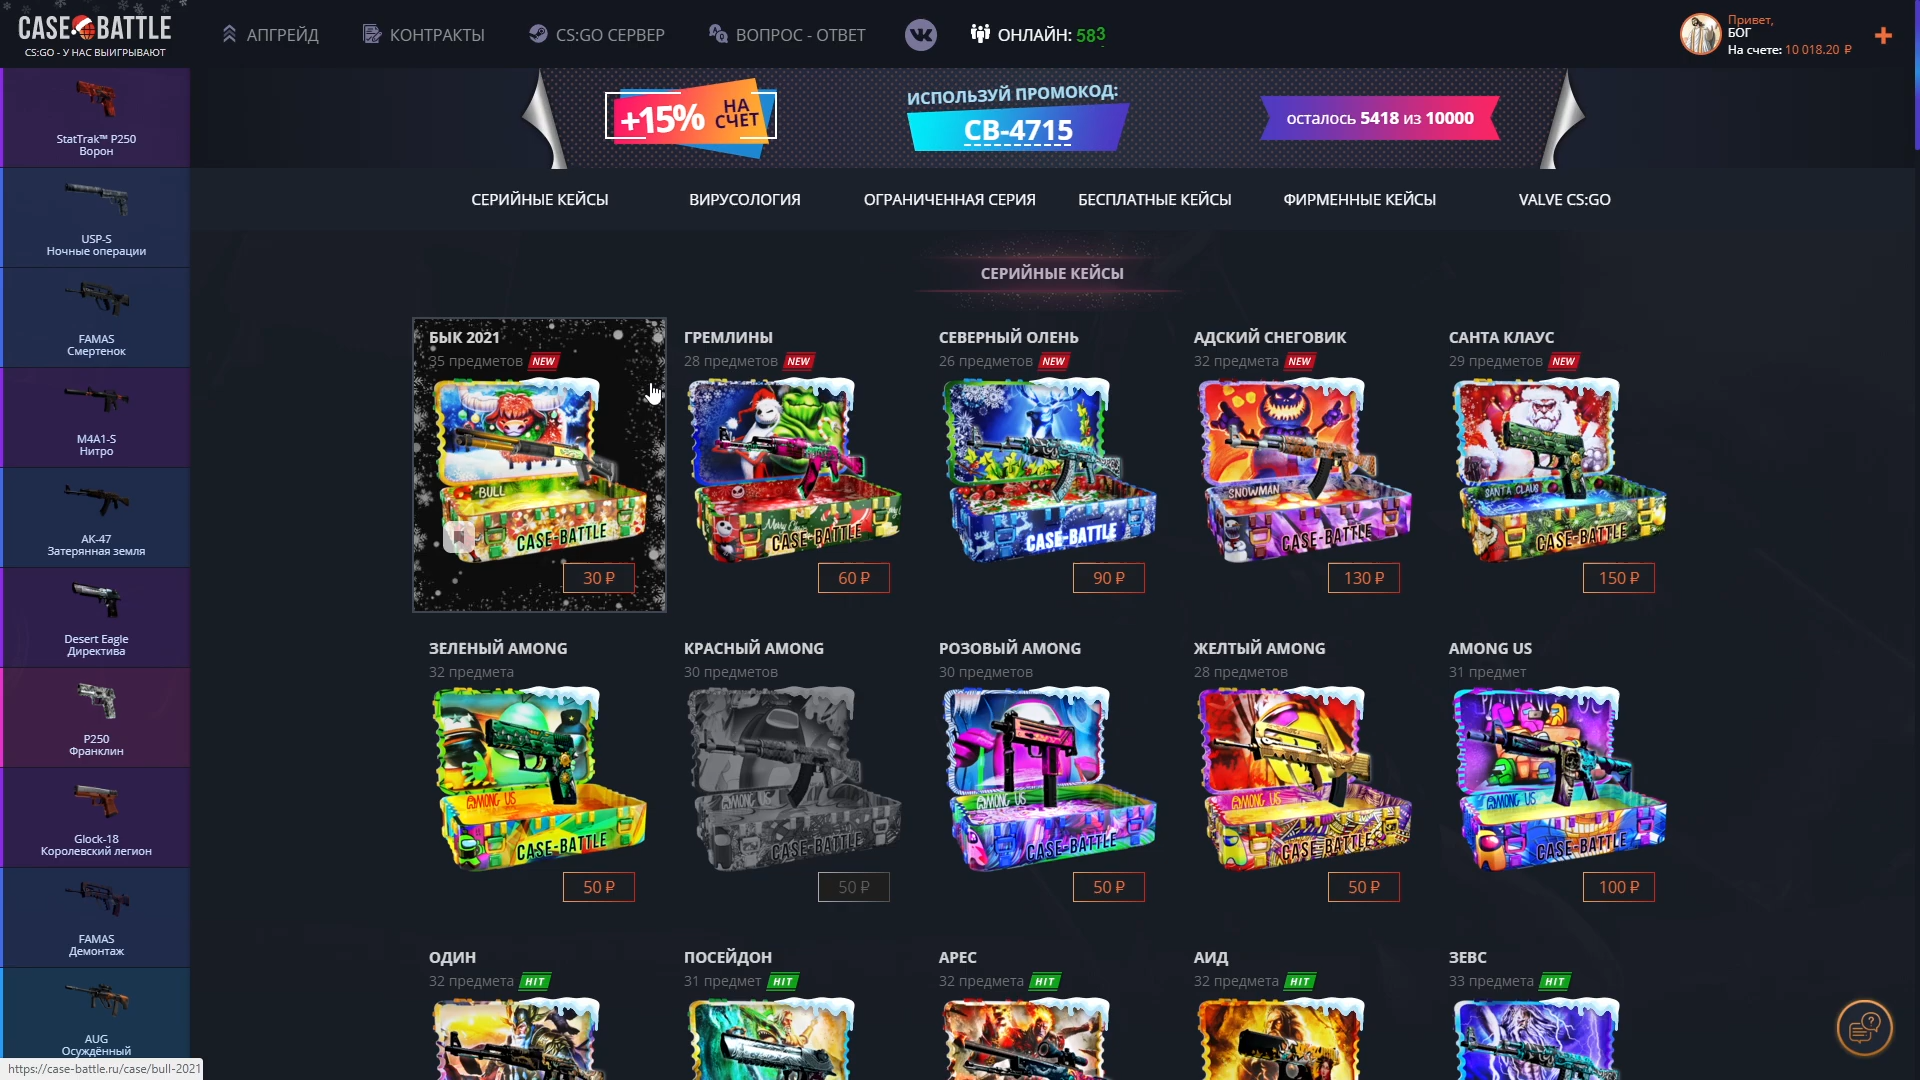 CASE BATTLE
CS:GO - У НАС ВЫИГРЫВАЮТ
АПГРЕЙД
КОНТРАКТЫ
CS:GO СЕРВЕР
ВОПРОС - ОТВЕТ
ОНЛАЙН: 583
Привет,
БОГ
На счете: 10 018.20 ₽
+15% НА СЧЕТ
ИСПОЛЬЗУЙ ПРОМОКОД:
CB-4715
осталось 5418 из 10000
СЕРИЙНЫЕ КЕЙСЫ
ВИРУСОЛОГИЯ
ОГРАНИЧЕННАЯ СЕРИЯ
БЕСПЛАТНЫЕ КЕЙСЫ
ФИРМЕННЫЕ КЕЙСЫ
VALVE CS:GO
StatTrak™ P250
Ворон
USP-S
Ночные операции
FAMAS
Смертенок
M4A1-S
Нитро
AK-47
Затерянная земля
Desert Eagle
Директива
P250
Франклин
Glock-18
Королевский легион
FAMAS
Демонтаж
AUG
Осуждённый
СЕРИЙНЫЕ КЕЙСЫ
БЫК 2021
35 предметов NEW
BULL
CASE-BATTLE
30 ₽
ГРЕМЛИНЫ
28 предметов NEW
CASE-BATTLE
60 ₽
СЕВЕРНЫЙ ОЛЕНЬ
26 предметов NEW
CASE-BATTLE
90 ₽
АДСКИЙ СНЕГОВИК
32 предмета NEW
SNOWMAN
CASE-BATTLE
130 ₽
САНТА КЛАУС
29 предметов NEW
SANTA CLAUS
CASE-BATTLE
150 ₽
ЗЕЛЕНЫЙ AMONG
32 предмета
AMONG US
CASE-BATTLE
50 ₽
КРАСНЫЙ AMONG
30 предметов
AMONG US
CASE-BATTLE
50 ₽
РОЗОВЫЙ AMONG
30 предметов
AMONG US
CASE-BATTLE
50 ₽
ЖЕЛТЫЙ AMONG
28 предметов
AMONG US
CASE-BATTLE
50 ₽
AMONG US
31 предмет
AMONG US
CASE-BATTLE
100 ₽
ОДИН
32 предмета HIT
ПОСЕЙДОН
31 предмет HIT
АРЕС
32 предмета HIT
АИД
32 предмета HIT
ЗЕВС
33 предмета HIT
https://case-battle.ru/case/bull-2021